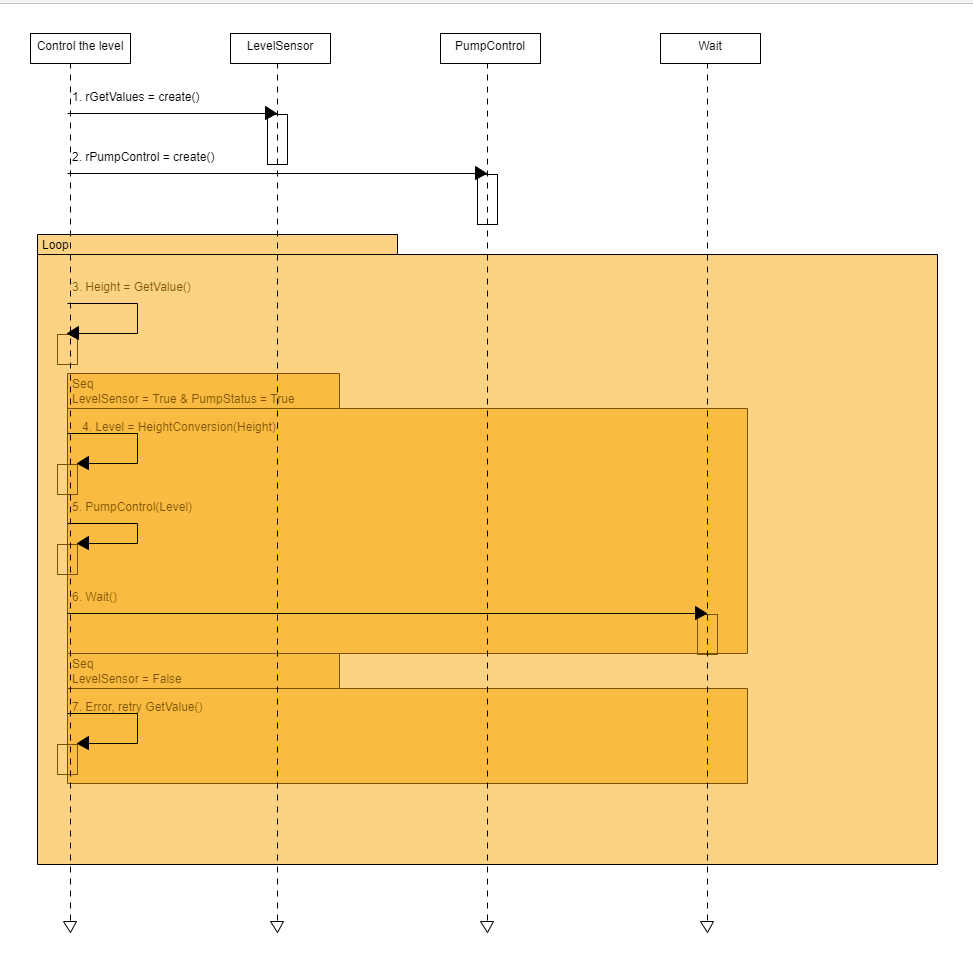 Control the level
LevelSensor
PumpControl
Wait
1. rGetValues = create()
2. rPumpControl = create()
Loop
3. Height = GetValue()
Seq
LevelSensor = True & PumpStatus = True
4. Level = HeightConversion(Height)
5. PumpControl(Level)
6. Wait()
Seq
LevelSensor = False
7. Error, retry GetValue()